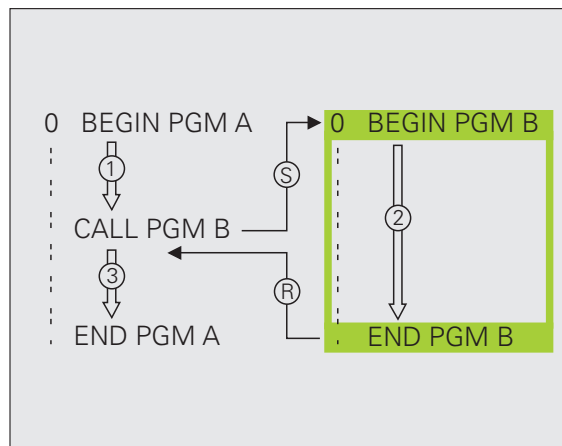 0 BEGIN PGM A
1
S
CALL PGM B
3
R
END PGM A
0 BEGIN PGM B
2
END PGM B